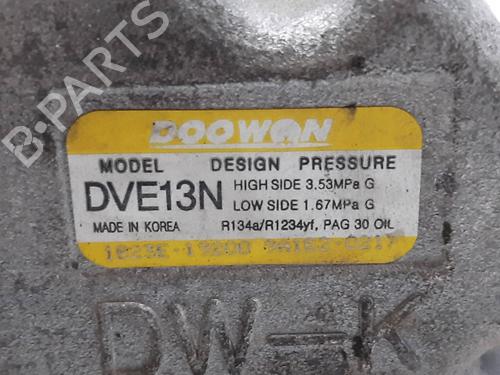 B-PARTS
DOOWON
MODEL DESIGN PRESSURE
DVE13N HIGH SIDE 3.53MPa G
LOW SIDE 1.67MPa G
MADE IN KOREA R134a/R1234yf, PAG 30 OIL
DW-K